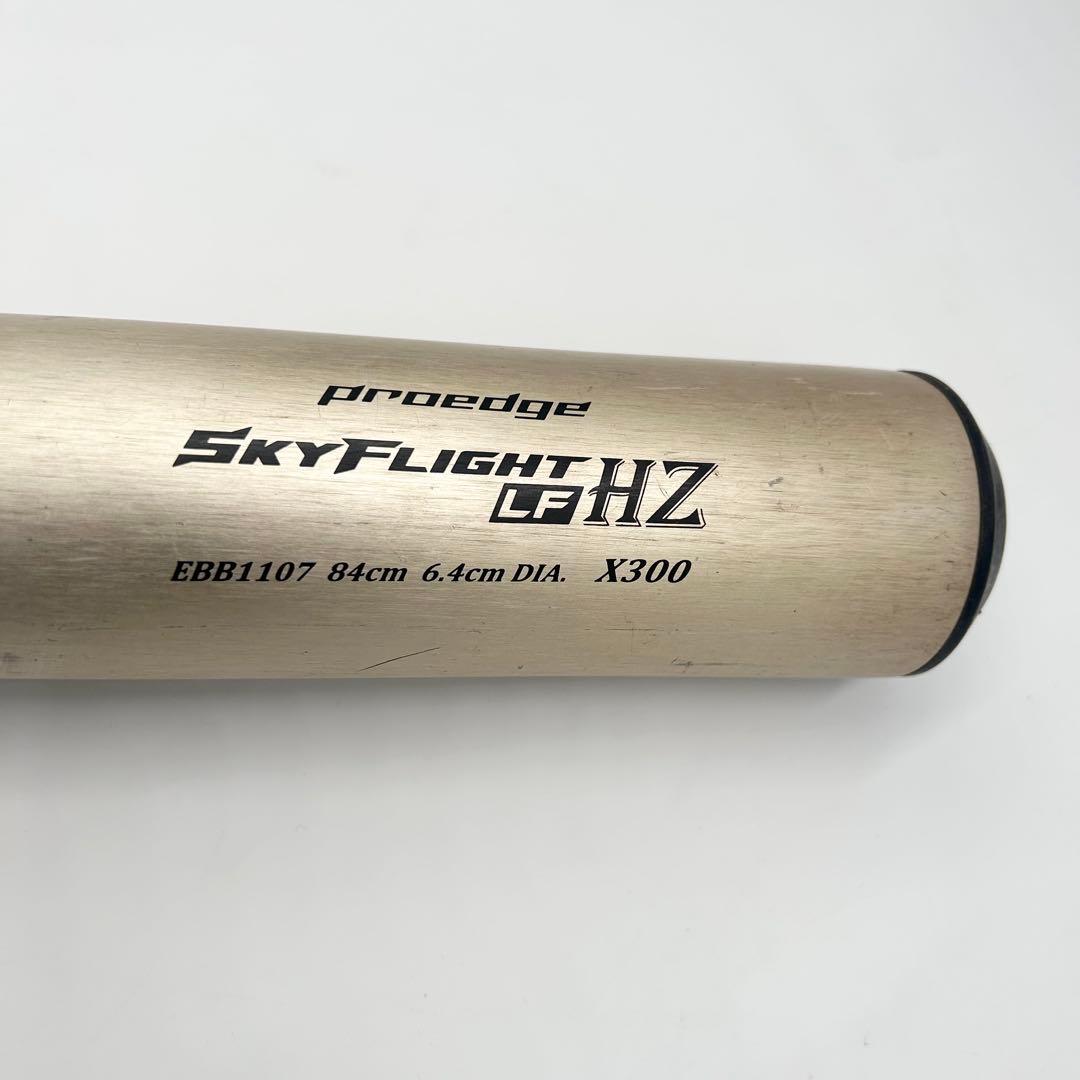 proedge
SKYFLIGHT
LF HZ
EBB1107 84cm 6.4cm DIA. X300